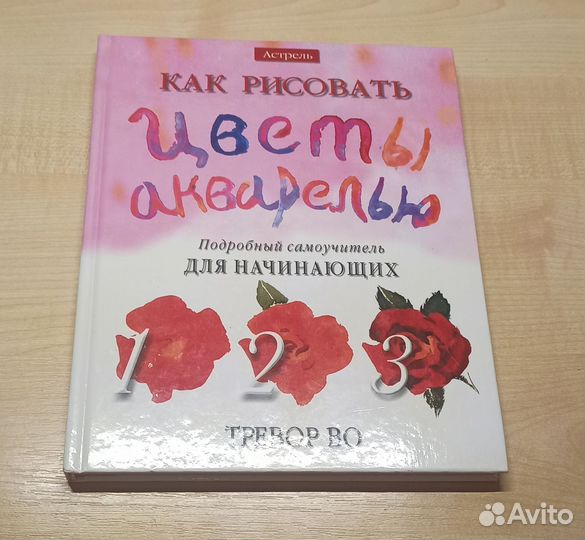 Астрель
КАК РИСОВАТЬ
цветы
акварелью
Подробный самоучитель
ДЛЯ НАЧИНАЮЩИХ
1 2 3
ТРЕВОР ВО
Avito